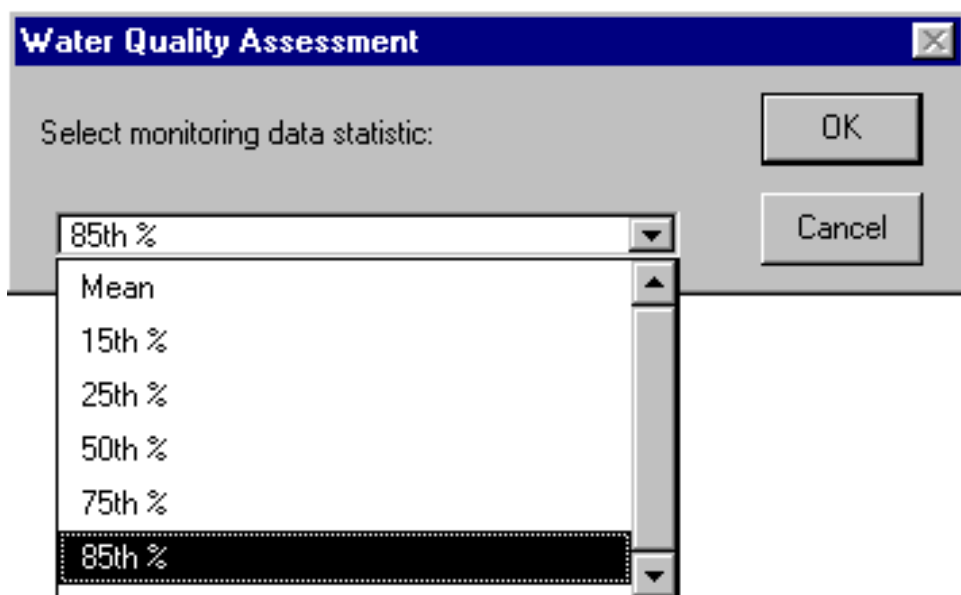 Water Quality Assessment
Select monitoring data statistic:
OK
85th %
Cancel
Mean
15th %
25th %
50th %
75th %
85th %